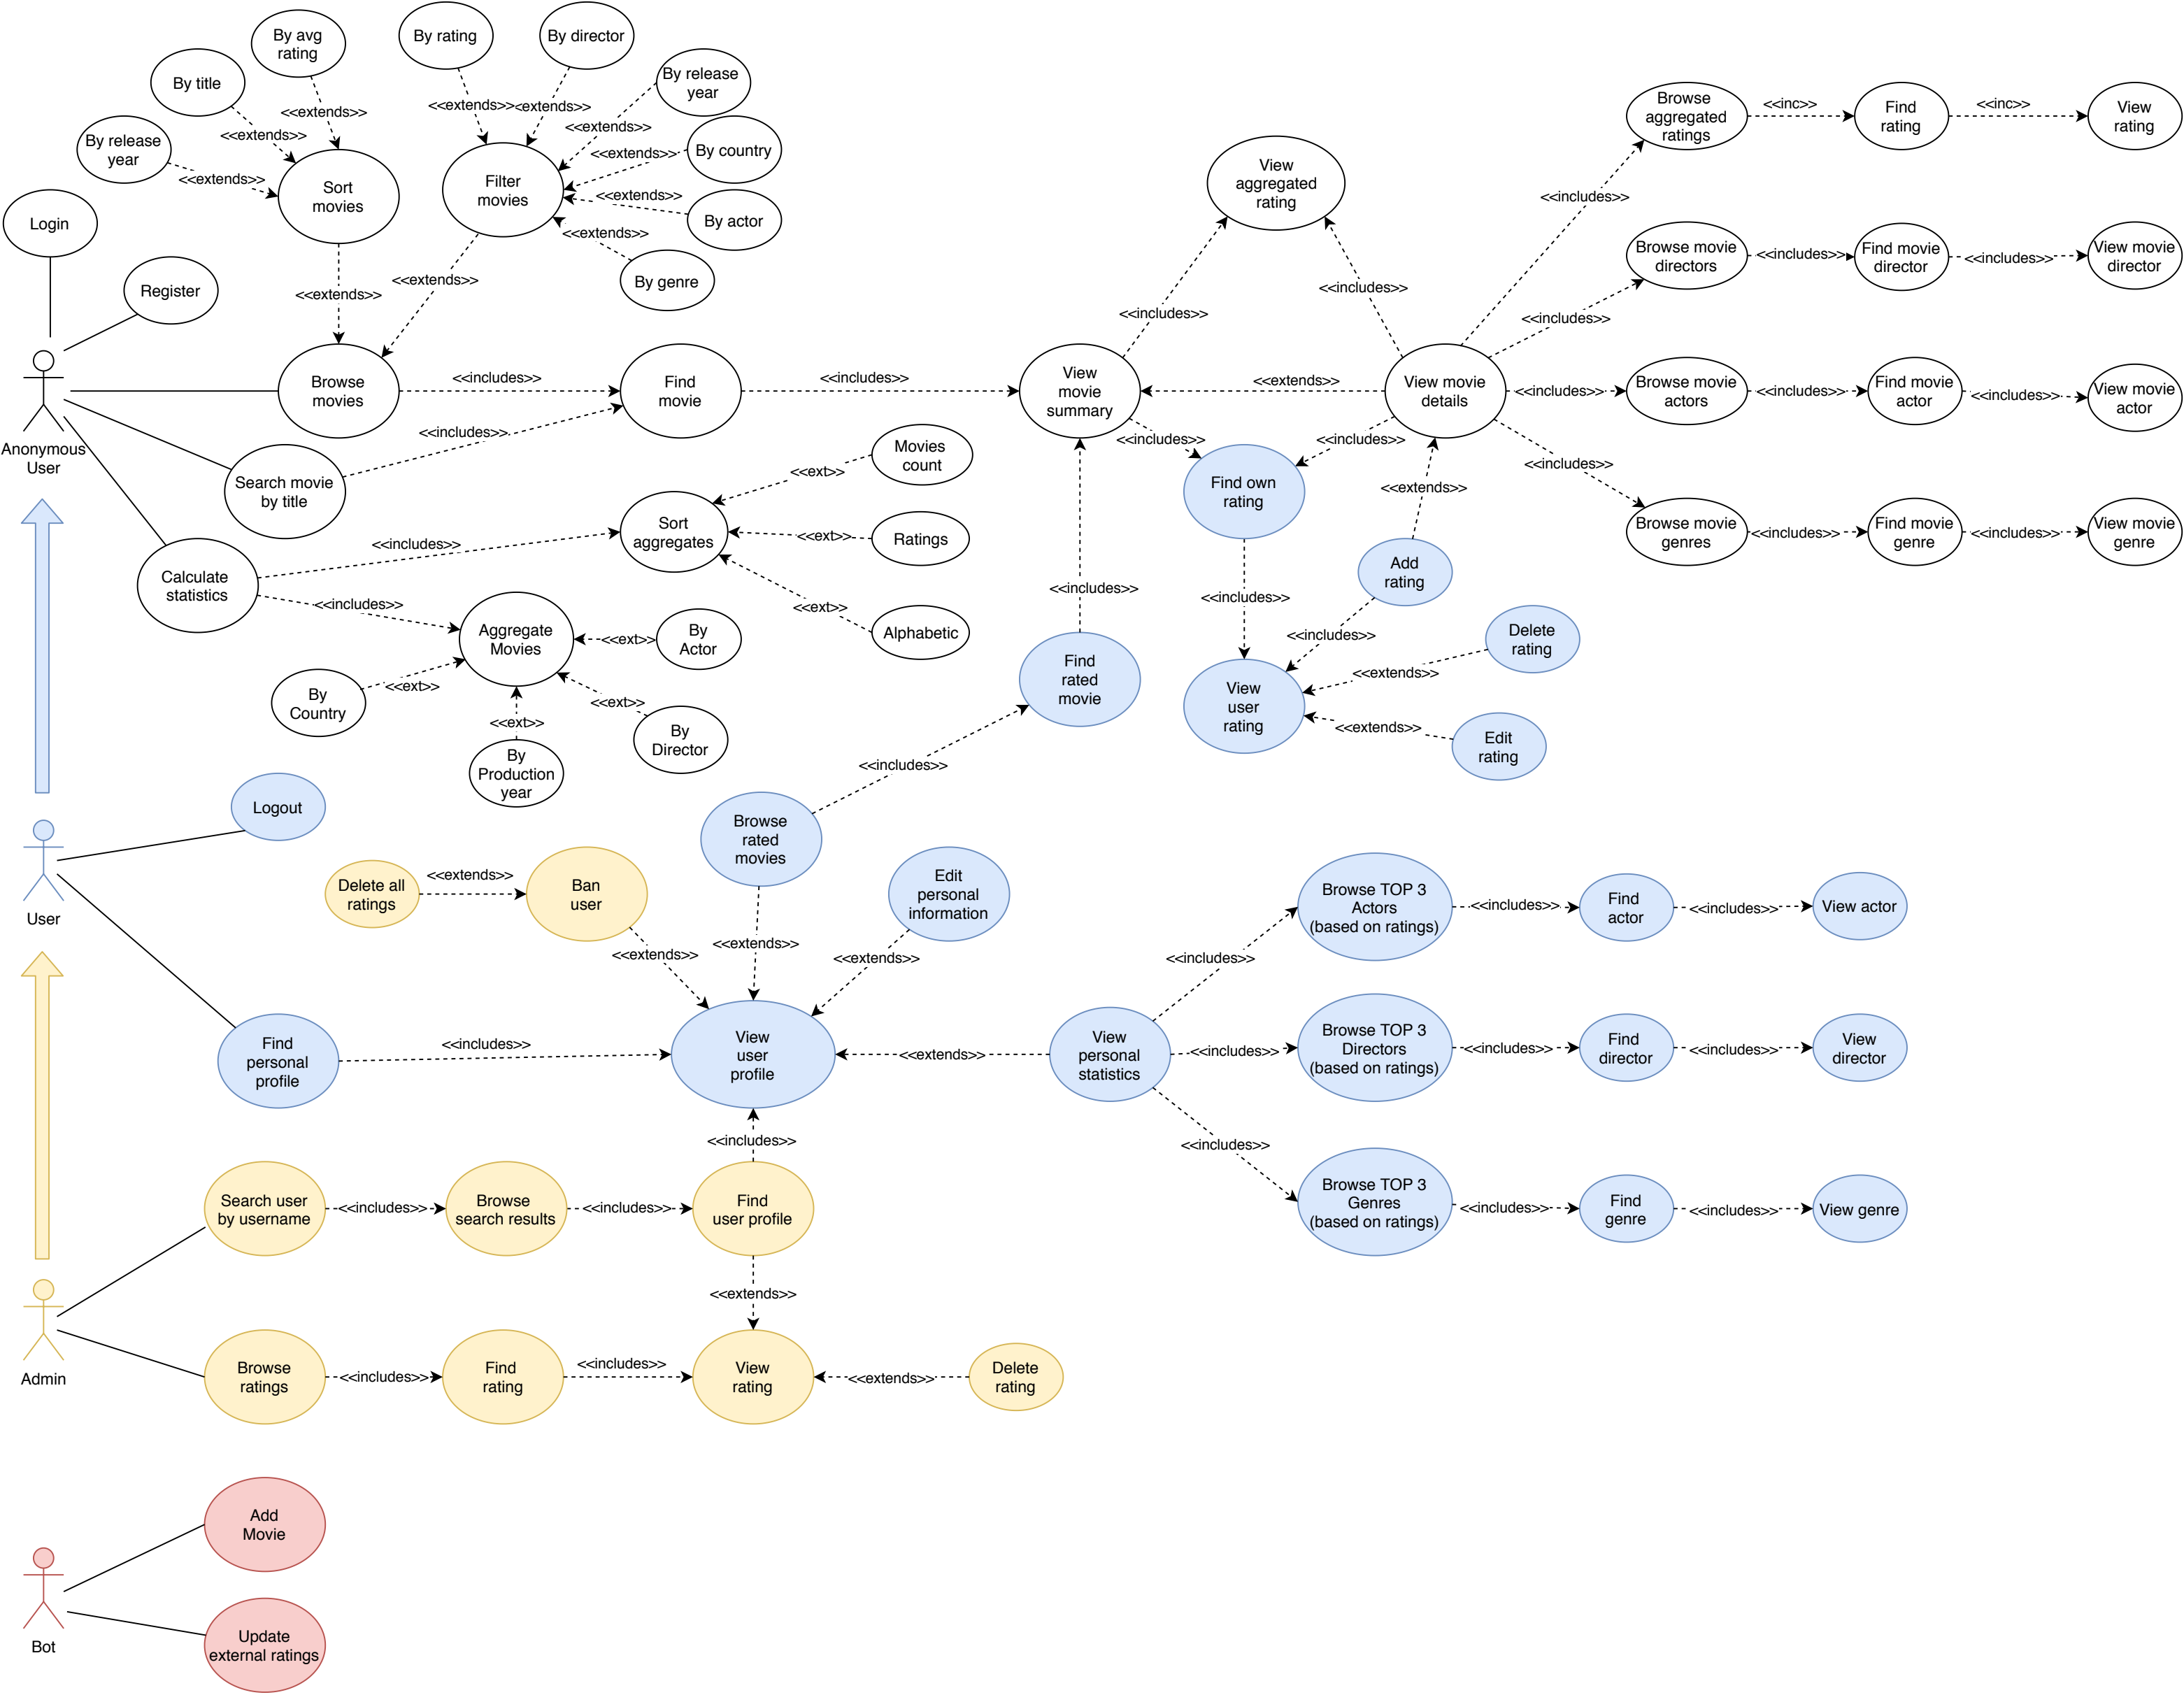 By avg
rating
By rating
By director
By title
By release
year
<<extends>>
<<extends>>
<<extends>>
<<extends>>
<<extends>>
By release
year
<<extends>>
By country
<<extends>>
Sort
movies
Filter
movies
<<extends>>
By actor
<<extends>>
By genre
Login
Register
<<extends>>
<<extends>>
Browse
movies
<<includes>>
Find
movie
<<includes>>
View
movie
summary
<<extends>>
View movie
details
View
aggregated
rating
<<includes>>
<<includes>>
<<includes>>
Browse
aggregated
ratings
<<inc>>
Find
rating
<<inc>>
View
rating
<<includes>>
Browse movie
directors
<<includes>>
Find movie
director
<<includes>>
View movie
director
<<includes>>
Browse movie
actors
<<includes>>
Find movie
actor
<<includes>>
View movie
actor
<<includes>>
Browse movie
genres
<<includes>>
Find movie
genre
<<includes>>
View movie
genre
Anonymous
User
Search movie
by title
<<includes>>
Calculate
statistics
<<includes>>
Sort
aggregates
<<ext>>
Movies
count
<<ext>>
Ratings
<<ext>>
Alphabetic
<<includes>>
Aggregate
Movies
<<ext>>
By
Actor
<<ext>>
By
Country
<<ext>>
By
Production
year
<<ext>>
By
Director
<<includes>>
<<includes>>
Find own
rating
<<extends>>
Add
rating
<<includes>>
<<includes>>
<<includes>>
Find
rated
movie
View
user
rating
<<extends>>
Delete
rating
<<extends>>
Edit
rating
<<includes>>
Browse
rated
movies
Logout
User
Delete all
ratings
<<extends>>
Ban
user
Edit
personal
information
<<extends>>
<<extends>>
<<extends>>
Find
personal
profile
<<includes>>
View
user
profile
<<extends>>
View
personal
statistics
<<includes>>
Browse TOP 3
Actors
(based on ratings)
<<includes>>
Find
actor
<<includes>>
View actor
<<includes>>
Browse TOP 3
Directors
(based on ratings)
<<includes>>
Find
director
<<includes>>
View
director
<<includes>>
Browse TOP 3
Genres
(based on ratings)
<<includes>>
Find
genre
<<includes>>
View genre
<<includes>>
Search user
by username
<<includes>>
Browse
search results
<<includes>>
Find
user profile
<<extends>>
Admin
Browse
ratings
<<includes>>
Find
rating
<<includes>>
View
rating
<<extends>>
Delete
rating
Add
Movie
Bot
Update
external ratings